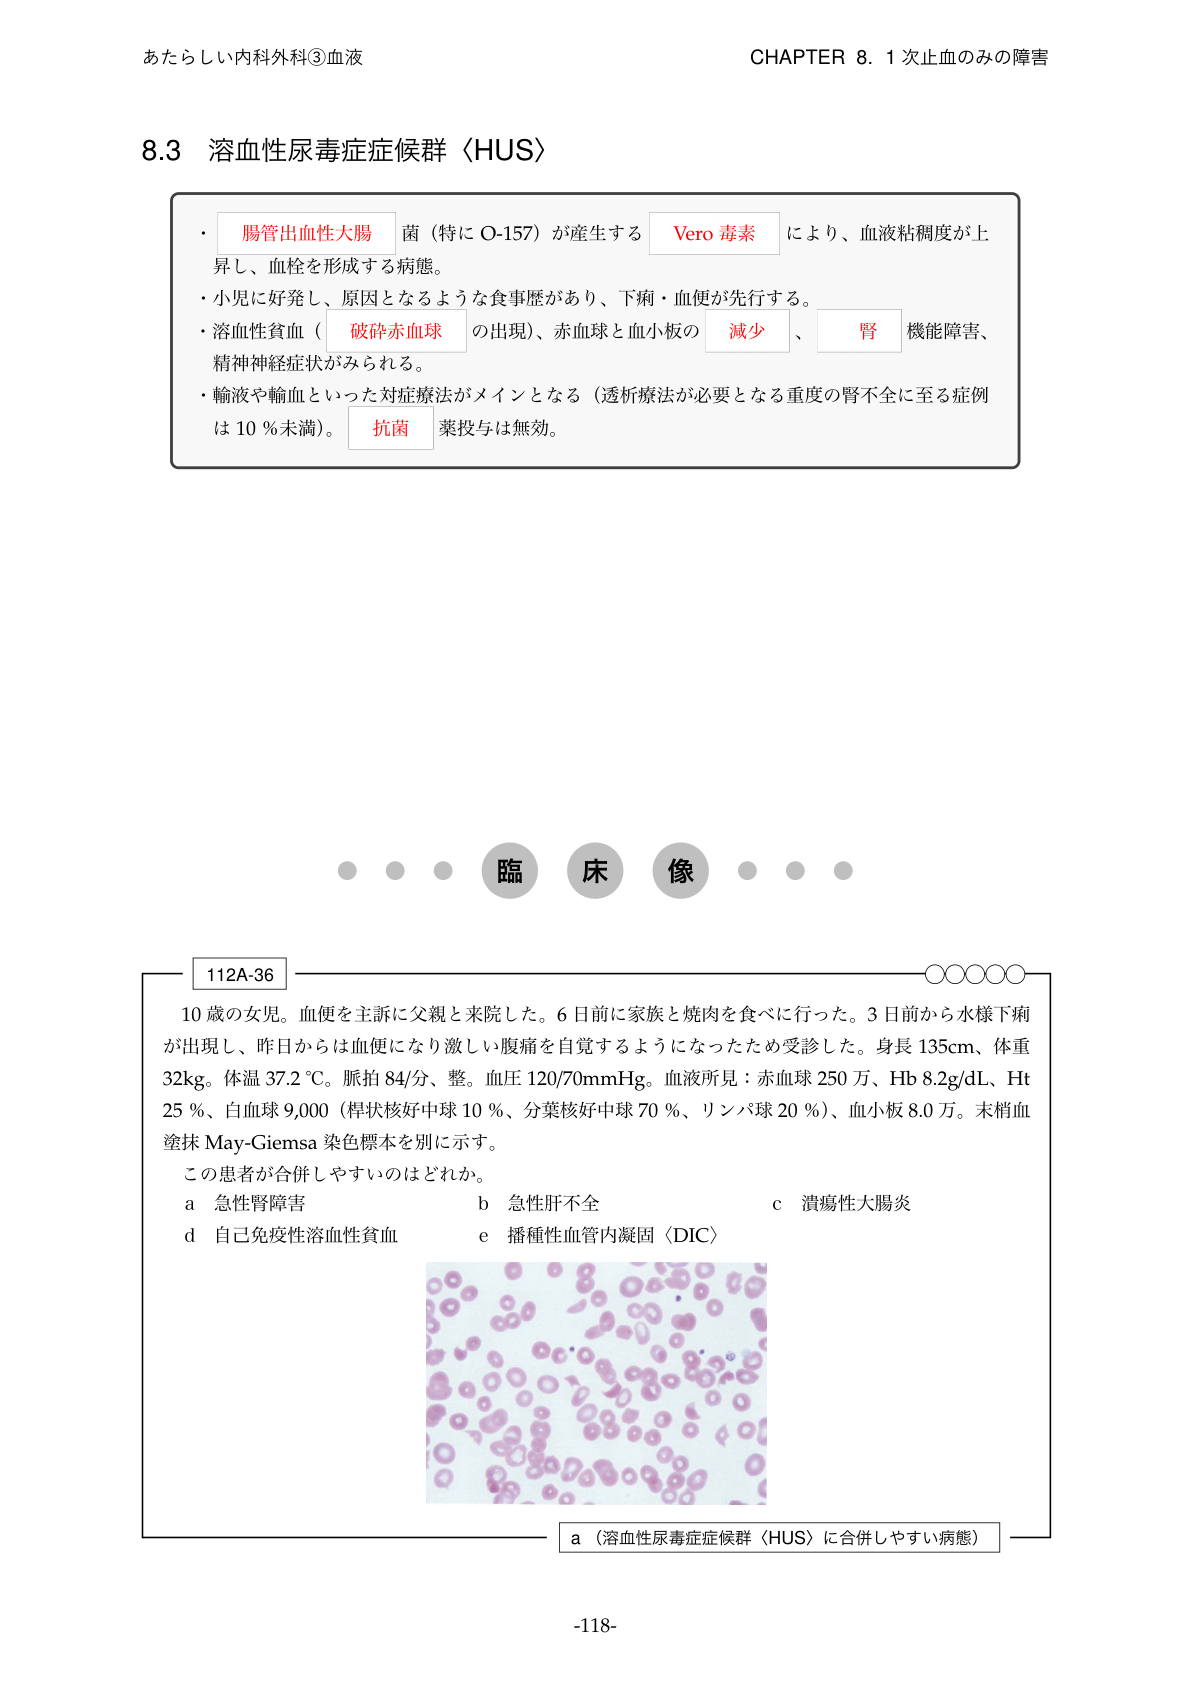 あたらしい内科外科③血液
CHAPTER 8. 1次止血のみの障害
8.3 溶血性尿毒症症候群〈HUS〉
・ 腸管出血性大腸 菌（特に O-157）が産生する Vero 毒素 により、血液粘稠度が上
昇し、血栓を形成する病態。
・小児に好発し、原因となるような食事歴があり、下痢・血便が先行する。
・溶血性貧血（ 破砕赤血球 の出現）、赤血球と血小板の 減少 、 腎 機能障害、
精神神経症状がみられる。
・輸液や輸血といった対症療法がメインとなる（透析療法が必要となる重度の腎不全に至る症例
は 10 %未満）。 抗菌 薬投与は無効。
臨 床 像
112A-36
10 歳の女児。血便を主訴に父親と来院した。6 日前に家族と焼肉を食べに行った。3 日前から水様下痢
が出現し、昨日からは血便になり激しい腹痛を自覚するようになったため受診した。身長 135cm、体重
32kg。体温 37.2 ℃。脈拍 84/分、整。血圧 120/70mmHg。血液所見：赤血球 250 万、Hb 8.2g/dL、Ht
25 %、白血球 9,000（桿状核好中球 10 %、分葉核好中球 70 %、リンパ球 20 %）、血小板 8.0 万。末梢血
塗抹 May-Giemsa 染色標本を別に示す。
この患者が合併しやすいのはどれか。
a 急性腎障害 b 急性肝不全 c 潰瘍性大腸炎
d 自己免疫性溶血性貧血 e 播種性血管内凝固〈DIC〉
a （溶血性尿毒症症候群〈HUS〉に合併しやすい病態）
-118-